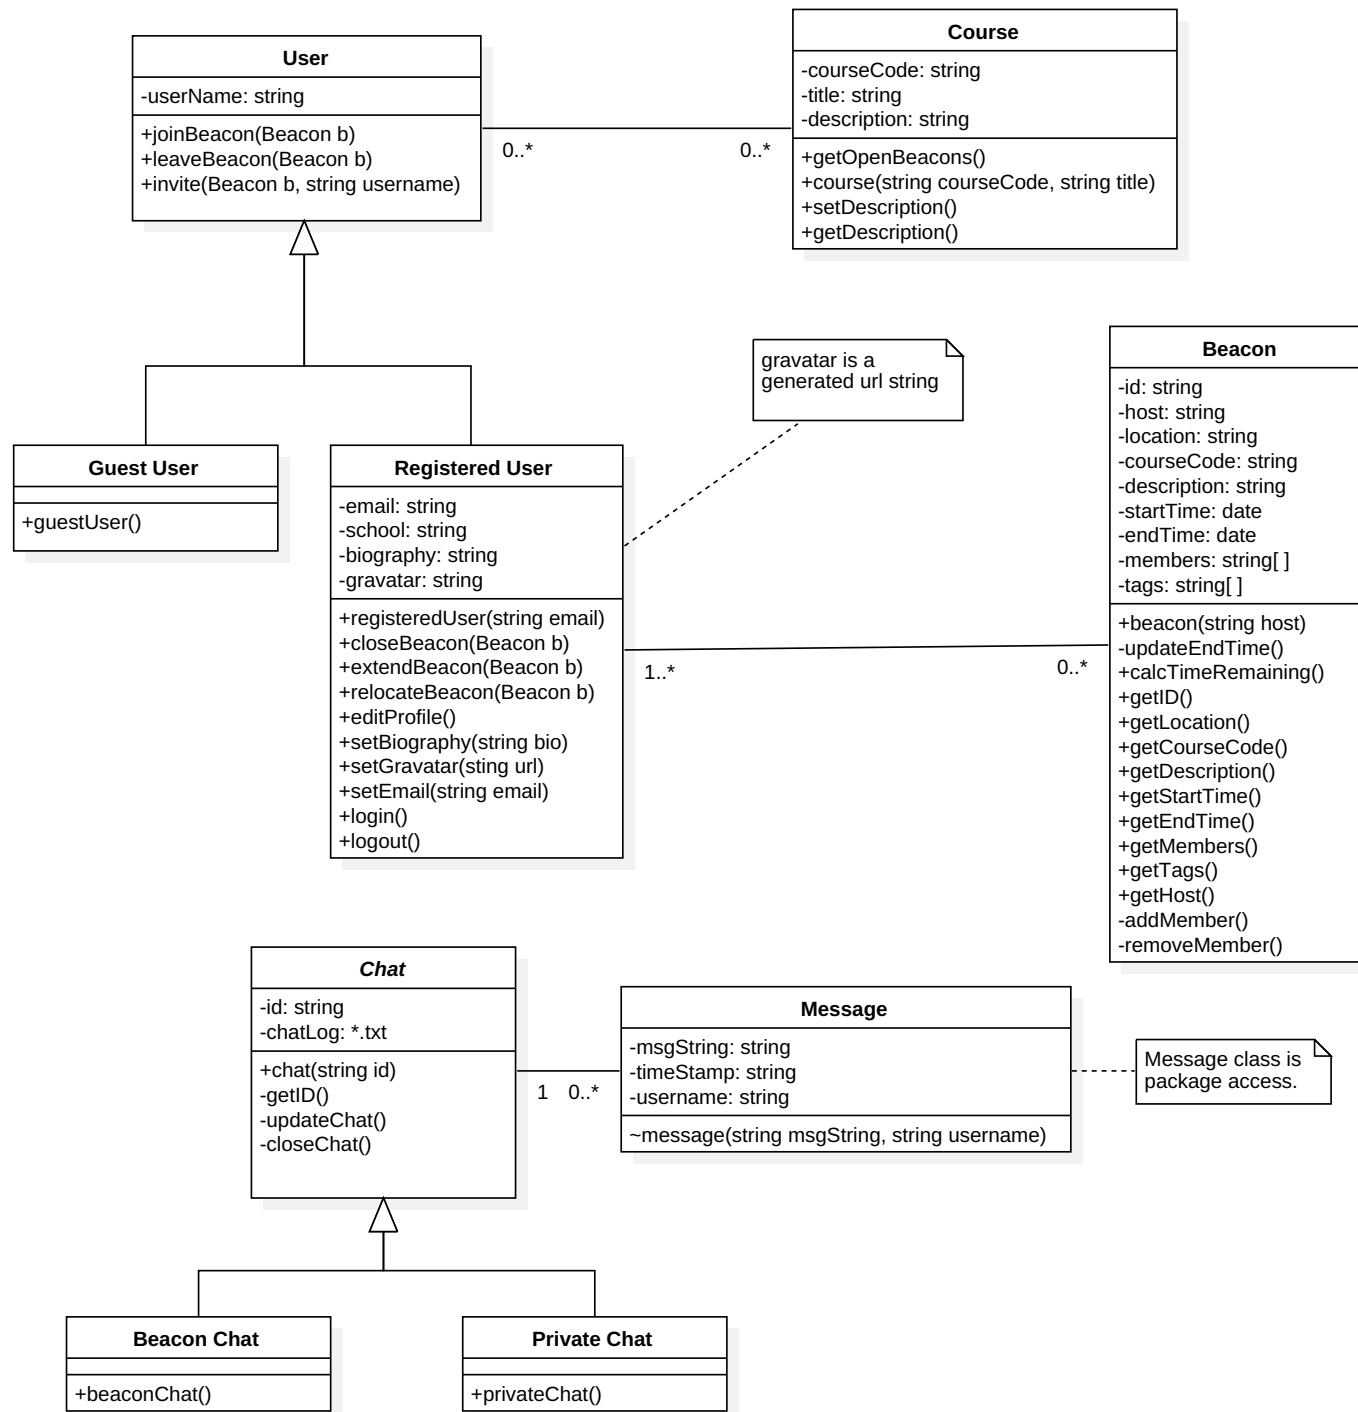 User
-userName: string
+joinBeacon(Beacon b)
+leaveBeacon(Beacon b)
+invite(Beacon b, string username)
0..*
0..*
Course
-courseCode: string
-title: string
-description: string
+getOpenBeacons()
+course(string courseCode, string title)
+setDescription()
+getDescription()
gravatar is a
generated url string
Guest User
+guestUser()
Registered User
-email: string
-school: string
-biography: string
-gravatar: string
+registeredUser(string email)
+closeBeacon(Beacon b)
+extendBeacon(Beacon b)
+relocateBeacon(Beacon b)
+editProfile()
+setBiography(string bio)
+setGravatar(sting url)
+setEmail(string email)
+login()
+logout()
1..*
0..*
Beacon
-id: string
-host: string
-location: string
-courseCode: string
-description: string
-startTime: date
-endTime: date
-members: string[ ]
-tags: string[ ]
+beacon(string host)
-updateEndTime()
+calcTimeRemaining()
+getID()
+getLocation()
+getCourseCode()
+getDescription()
+getStartTime()
+getEndTime()
+getMembers()
+getTags()
+getHost()
-addMember()
-removeMember()
Chat
-id: string
-chatLog: *.txt
+chat(string id)
-getID()
-updateChat()
-closeChat()
1
0..*
Message
-msgString: string
-timeStamp: string
-username: string
~message(string msgString, string username)
Message class is
package access.
Beacon Chat
+beaconChat()
Private Chat
+privateChat()